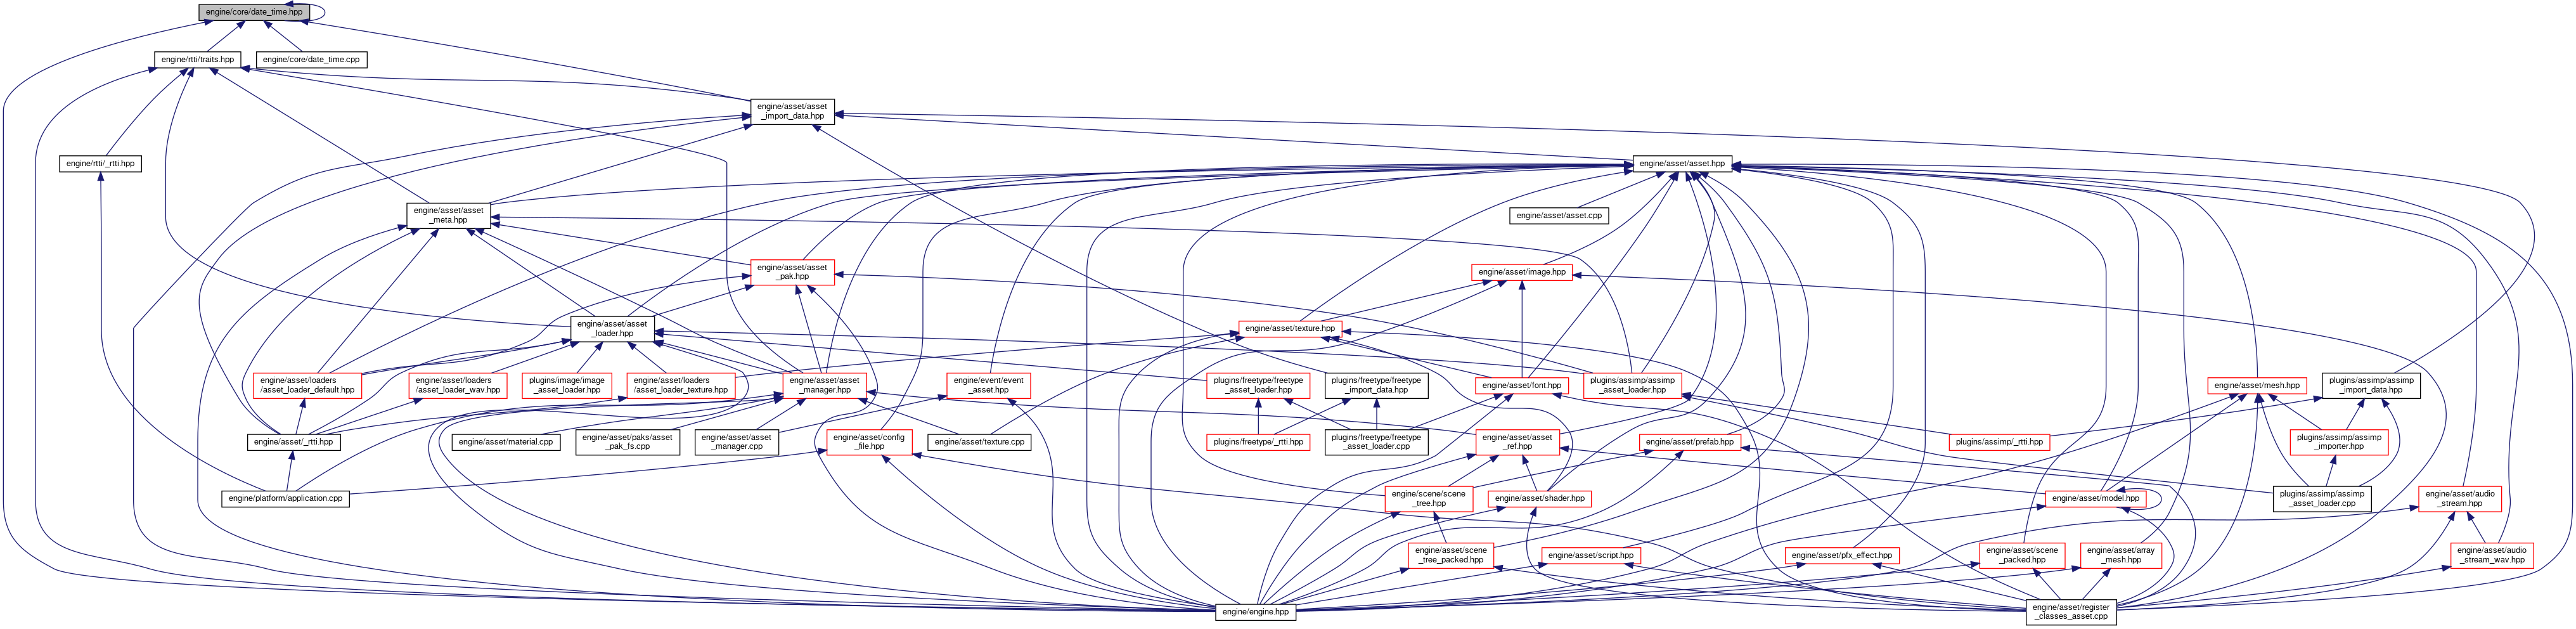 engine/core/date_time.hpp
engine/rtti/traits.hpp
engine/core/date_time.cpp
engine/asset/asset
_import_data.hpp
engine/rtti/_rtti.hpp
engine/asset/asset.hpp
engine/asset/asset
_meta.hpp
engine/asset/asset.cpp
engine/asset/asset
_pak.hpp
engine/asset/image.hpp
engine/asset/asset
_loader.hpp
engine/asset/texture.hpp
engine/asset/loaders
/asset_loader_default.hpp
engine/asset/loaders
_asset_loader_wav.hpp
plugins/image/image
_asset_loader.hpp
engine/asset/loaders
_asset_loader_texture.hpp
engine/asset/asset
_manager.hpp
engine/event/event
_asset.hpp
plugins/freetype/freetype
_asset_loader.hpp
plugins/freetype/freetype
_import_data.hpp
engine/asset/font.hpp
plugins/assimp/assimp
_asset_loader.hpp
engine/asset/mesh.hpp
plugins/assimp/assimp
_import_data.hpp
engine/asset/_rtti.hpp
engine/asset/material.cpp
engine/asset/paks/asset
_pak_fs.cpp
engine/asset/asset
_manager.cpp
engine/asset/config
_file.hpp
engine/asset/texture.cpp
plugins/freetype/_rtti.hpp
plugins/freetype/freetype
_asset_loader.cpp
engine/asset/asset
_ref.hpp
engine/asset/prefab.hpp
plugins/assimp/_rtti.hpp
plugins/assimp/assimp
_importer.hpp
engine/platform/application.cpp
engine/scene/scene
_tree.hpp
engine/asset/shader.hpp
engine/asset/model.hpp
plugins/assimp/assimp
_asset_loader.cpp
engine/asset/audio
_stream.hpp
engine/asset/scene
_tree_packed.hpp
engine/asset/script.hpp
engine/asset/pfx_effect.hpp
engine/asset/scene
_packed.hpp
engine/asset/array
_mesh.hpp
engine/asset/audio
_stream_wav.hpp
engine/engine.hpp
engine/asset/register
_classes_asset.cpp